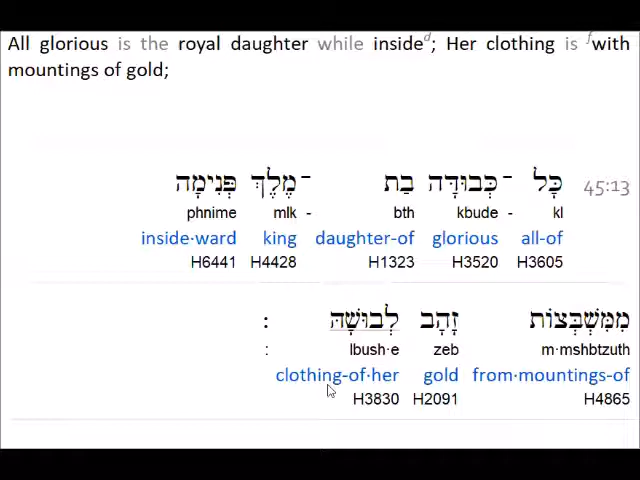 All glorious is the royal daughter while insideᵈ; Her clothing is ᶠwith
mountings of gold;
כָּל ־ כְּבוּדָּה בַת ־ מֶלֶךְ פְּנִימָה 45:13
phnime mlk - bth kbude - kl
inside·ward king daughter-of glorious all-of
H6441 H4428 H1323 H3520 H3605
מִמִּשְׁבְּצוֹת זָהָב לְבוּשָׁהּ :
: lbush·e zeb m·mshbtzuth
clothing-of·her gold from·mountings-of
H3830 H2091 H4865